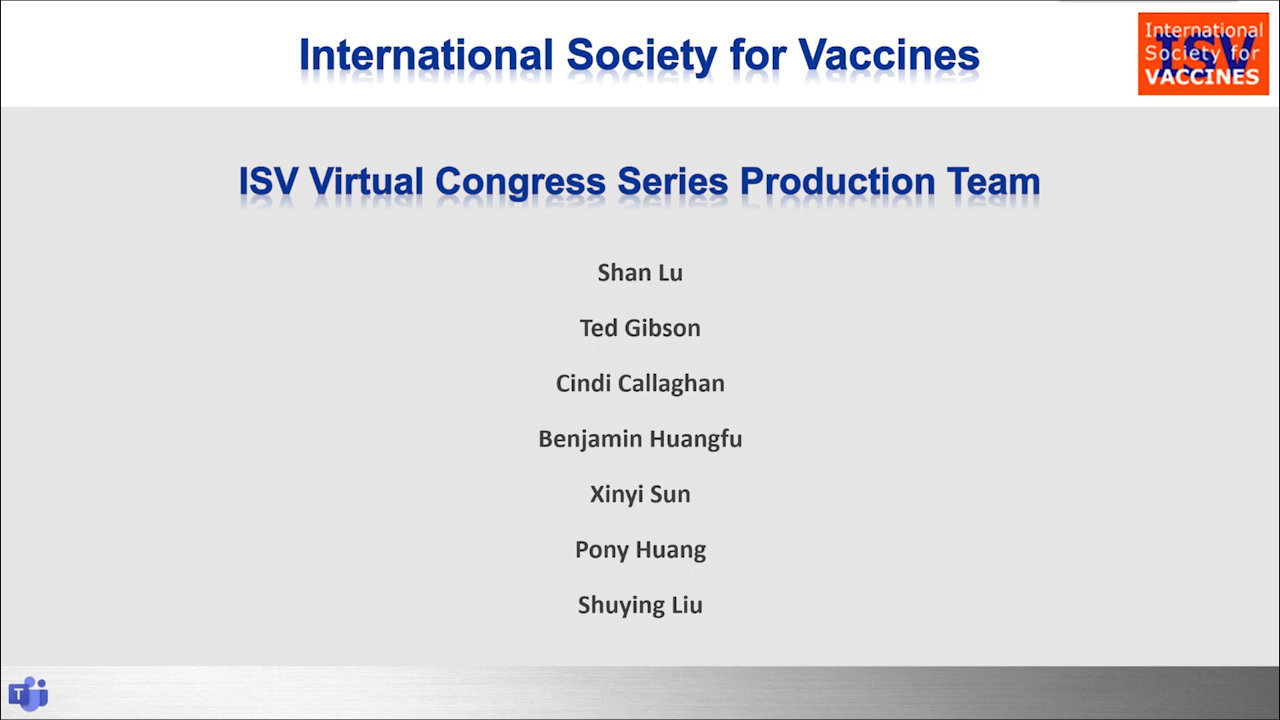 International Society for Vaccines
International
Society for
VACCINES
ISV
ISV Virtual Congress Series Production Team
Shan Lu
Ted Gibson
Cindi Callaghan
Benjamin Huangfu
Xinyi Sun
Pony Huang
Shuying Liu
T